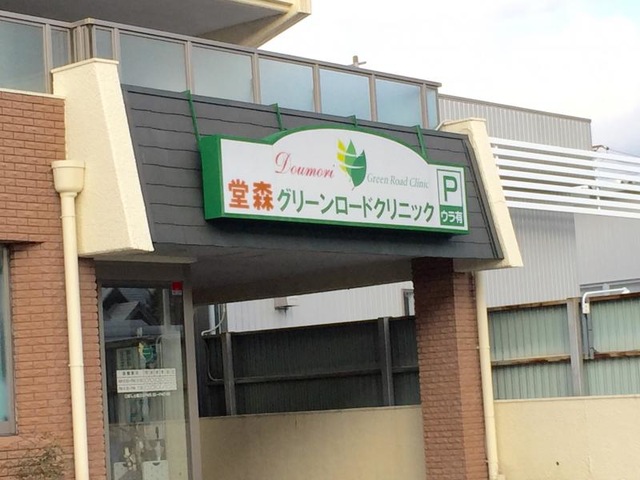 Doumori
Green Road Clinic
堂森 グリーンロードクリニック
P
ウラ有